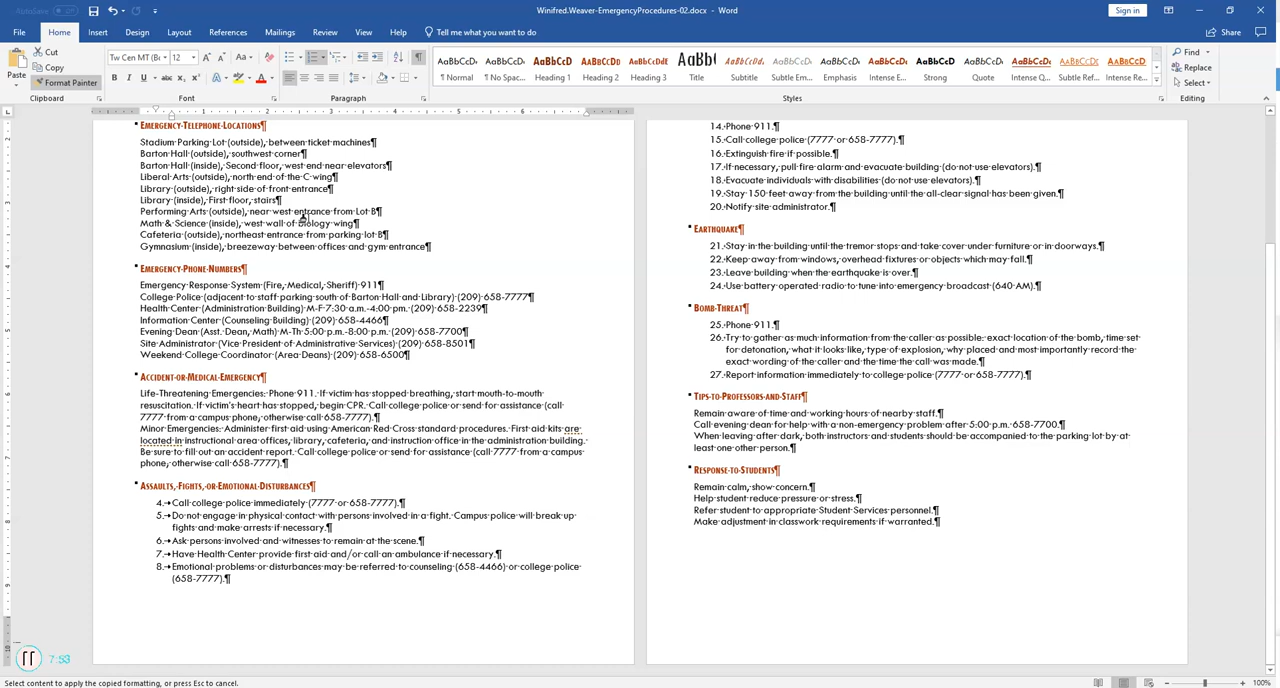 AutoSave Off
Winifred.Weaver-EmergencyProcedures-02.docx - Word
Sign in
File Home Insert Design Layout References Review View Help Tell me what you want to do
Share
Paste
Cut
Copy
Format Painter
Tw Cen MT (B 12
Clipboard
Font
Paragraph
Styles
Editing
¶ Normal
¶ No Spac...
Heading 1
Heading 2
Heading 3
Title
Subtitle
Subtle Em...
Emphasis
Intense E...
Strong
Quote
Intense Q...
Subtle Ref...
Intense Re...
Find
Replace
Select
Emergency·Telephone·Locations¶
Stadium·Parking·Lot·(outside),·between·ticket·machines¶
Barton·Hall·(outside),·southwest·corner¶
Barton·Hall·(inside),·Second·floor,·west·end·near·elevators¶
Liberal·Arts·(outside),·north·end·of·the·C·wing¶
Library·(outside),·right·side·of·front·entrance¶
Library·(inside),·First·floor,·stairs¶
Performing·Arts·(outside),·near·west·entrance·from·Lot·B¶
Math·&·Science·(inside),·west·wall·of·biology·wing¶
Cafeteria·(outside),·northeast·entrance·from·parking·lot·B¶
Gymnasium·(inside),·breezeway·between·offices·and·gym·entrance¶
Emergency·Phone·Numbers¶
Emergency·Response·System·(Fire,·Medical,·Sheriff)·911¶
College·Police·(adjacent·to·staff·parking·south·of·Barton·Hall·and·Library)·(209)·658-7777¶
Health·Center·(Administration·Building)·M-F·7:30·a.m.-4:00·pm.·(209)·658-2239¶
Information·Center·(Counseling·Building)·(209)·658-4466¶
Evening·Dean·(Asst.·Dean,·Math)·M-Th·5:00·p.m.-8:00·p.m.·(209)·658-7700¶
Site·Administrator·(Vice·President·of·Administrative·Services)·(209)·658-8501¶
Weekend·College·Coordinator·(Area·Deans)·(209)·658-6500¶
Accident·or·Medical·Emergency¶
Life-Threatening·Emergencies:·Phone·911.·If·victim·has·stopped·breathing,·start·mouth-to-mouth·
resuscitation.·If·victim's·heart·has·stopped,·begin·CPR.·Call·college·police·or·send·for·assistance·(call·
7777·from·a·campus·phone,·otherwise·call·658-7777).¶
Minor·Emergencies:·Administer·first·aid·using·American·Red·Cross·standard·procedures.·First·aid·kits·are·
located·in·instructional·area·offices,·library,·cafeteria,·and·instruction·office·in·the·administration·building.·
Be·sure·to·fill·out·an·accident·report.·Call·college·police·or·send·for·assistance·(call·7777·from·a·campus·
phone,·otherwise·call·658-7777).¶
Assaults,·Fights,·or·Emotional·Disturbances¶
4.→Call·college·police·immediately·(7777·or·658-7777).¶
5.→Do·not·engage·in·physical·contact·with·persons·involved·in·a·fight.·Campus·police·will·break·up·
fights·and·make·arrests·if·necessary.¶
6.→Ask·persons·involved·and·witnesses·to·remain·at·the·scene.¶
7.→Have·Health·Center·provide·first·aid·and/or·call·an·ambulance·if·necessary.¶
8.→Emotional·problems·or·disturbances·may·be·referred·to·counseling·(658-4466)·or·college·police·
(658-7777).¶
14.·Phone·911.¶
15.·Call·college·police·(7777·or·658-7777).¶
16.·Extinguish·fire·if·possible.¶
17.·If·necessary,·pull·fire·alarm·and·evacuate·building·(do·not·use·elevators).¶
18.·Evacuate·individuals·with·disabilities·(do·not·use·elevators).¶
19.·Stay·150·feet·away·from·the·building·until·the·all-clear·signal·has·been·given.¶
20.·Notify·site·administrator.¶
Earthquake¶
21.·Stay·in·the·building·until·the·tremor·stops·and·take·cover·under·furniture·or·in·doorways.¶
22.·Keep·away·from·windows,·overhead·fixtures·or·objects·which·may·fall.¶
23.·Leave·building·when·the·earthquake·is·over.¶
24.·Use·battery·operated·radio·to·tune·into·emergency·broadcast·(640·AM).¶
Bomb·Threat¶
25.·Phone·911.¶
26.·Try·to·gather·as·much·information·from·the·caller·as·possible:·exact·location·of·the·bomb,·time·set·
for·detonation,·what·it·looks·like,·type·of·explosion,·why·placed·and·most·importantly·record·the·
exact·wording·of·the·caller·and·the·time·the·call·was·made.¶
27.·Report·information·immediately·to·college·police·(7777·or·658-7777).¶
Tips·to·Professors·and·Staff¶
Remain·aware·of·time·and·working·hours·of·nearby·staff.¶
Call·evening·dean·for·help·with·a·non-emergency·problem·after·5:00·p.m.·658-7700.¶
When·leaving·after·dark,·both·instructors·and·students·should·be·accompanied·to·the·parking·lot·by·at·
least·one·other·person.¶
Response·to·Students¶
Remain·calm,·show·concern.¶
Help·student·reduce·pressure·or·stress.¶
Refer·student·to·appropriate·Student·Services·personnel.¶
Make·adjustment·in·classwork·requirements·if·warranted.¶
7:53
Select content to apply the copied formatting, or press Esc to cancel.
100%